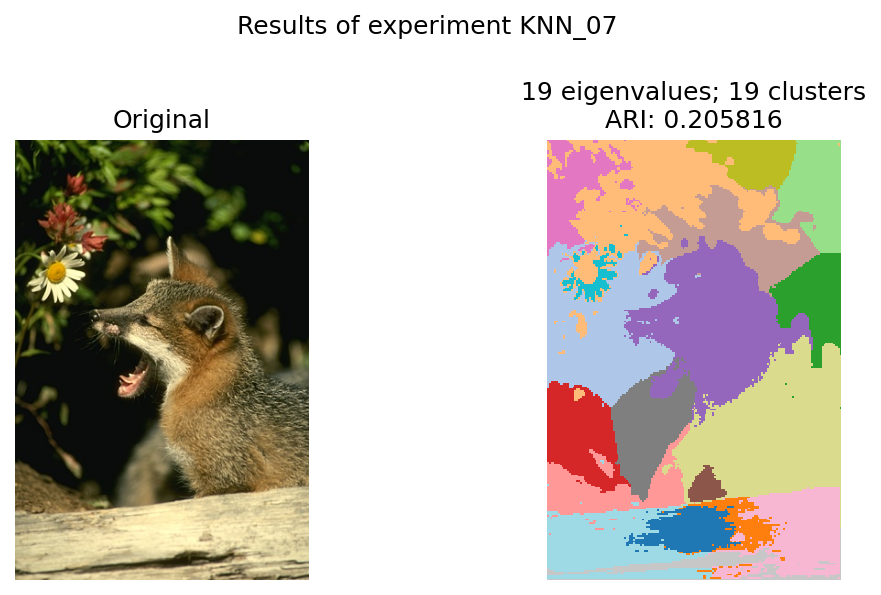 Results of experiment KNN_07
Original
19 eigenvalues; 19 clusters
ARI: 0.205816